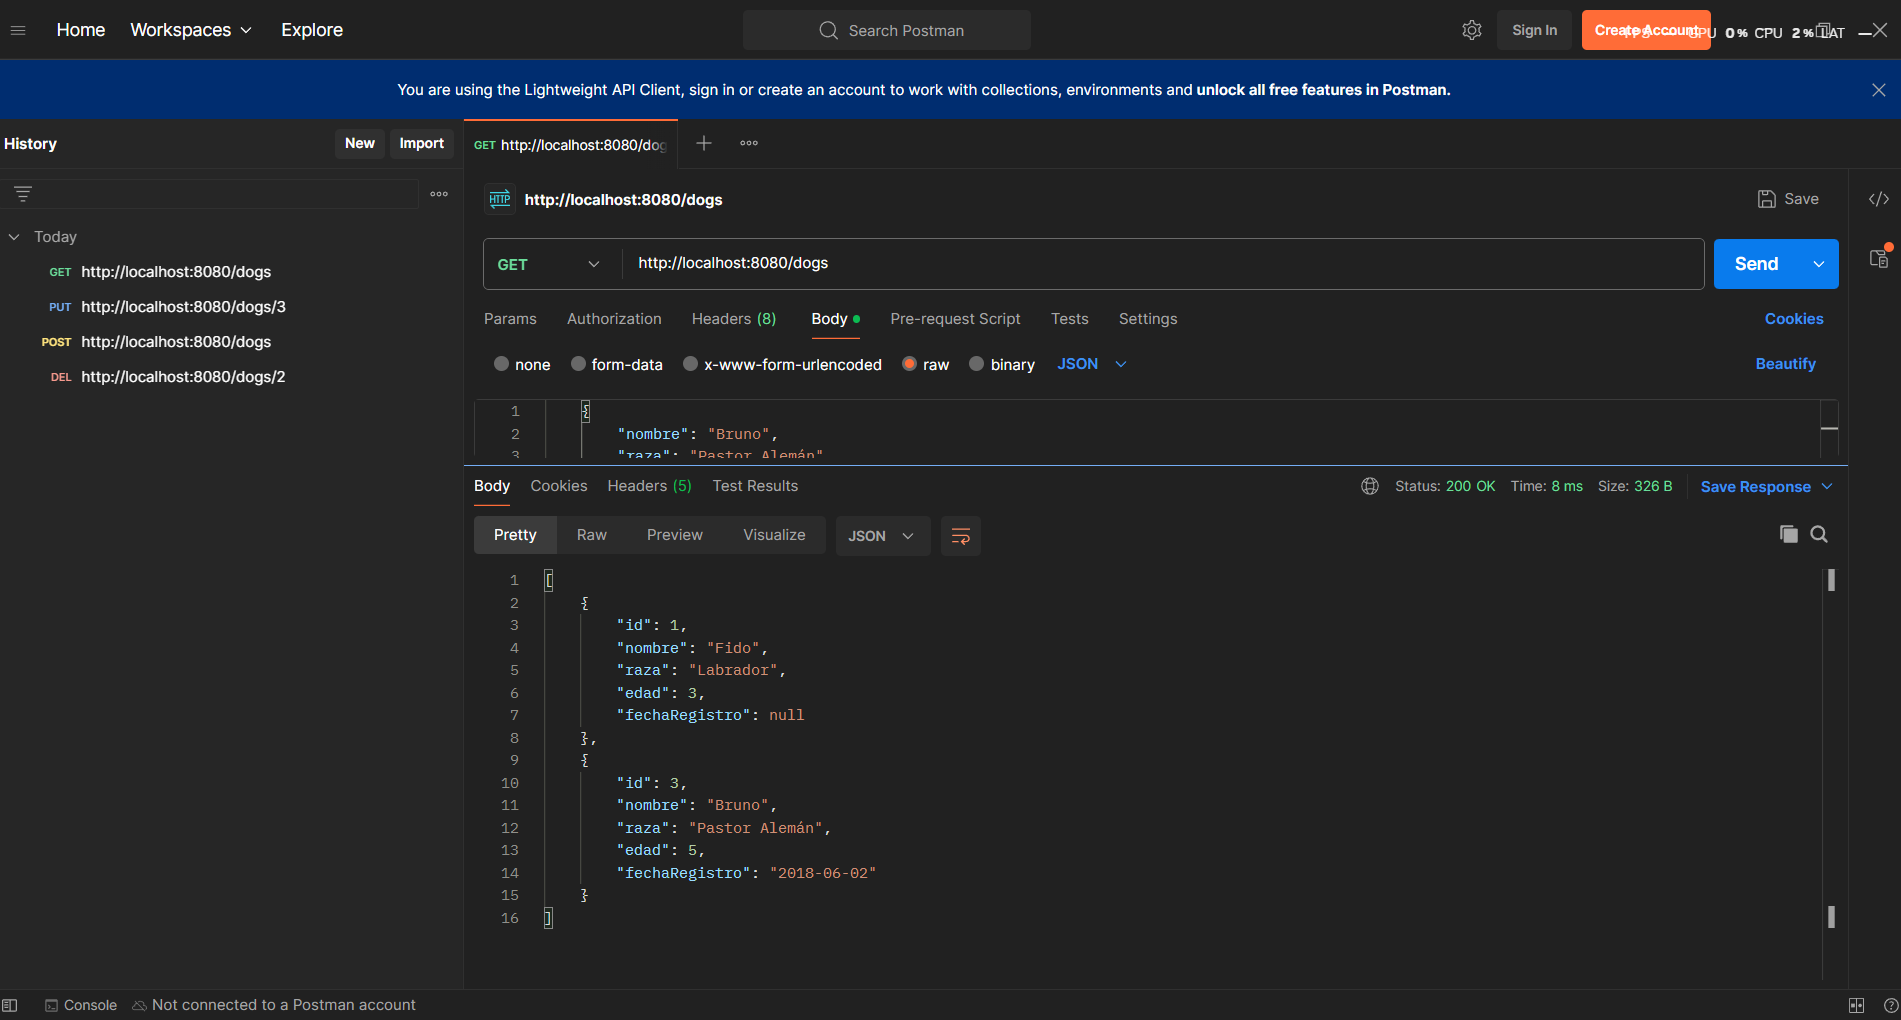 Home Workspaces Explore Search Postman Sign In Create Account 0% CPU 2% LAT
You are using the Lightweight API Client, sign in or create an account to work with collections, environments and unlock all free features in Postman.
History New Import
GET http://localhost:8080/dog
HTTP http://localhost:8080/dogs Save
Today
GET http://localhost:8080/dogs
PUT http://localhost:8080/dogs/3
POST http://localhost:8080/dogs
DEL http://localhost:8080/dogs/2
GET http://localhost:8080/dogs Send
Params Authorization Headers (8) Body Pre-request Script Tests Settings Cookies
none form-data x-www-form-urlencoded raw binary JSON Beautify
1 {
2 "nombre": "Bruno",
3 "raza": "Pastor Alemán"
Body Cookies Headers (5) Test Results Status: 200 OK Time: 8 ms Size: 326 B Save Response
Pretty Raw Preview Visualize JSON
1 [
2 {
3 "id": 1,
4 "nombre": "Fido",
5 "raza": "Labrador",
6 "edad": 3,
7 "fechaRegistro": null
8 },
9 {
10 "id": 3,
11 "nombre": "Bruno",
12 "raza": "Pastor Alemán",
13 "edad": 5,
14 "fechaRegistro": "2018-06-02"
15 }
16 ]
Console Not connected to a Postman account